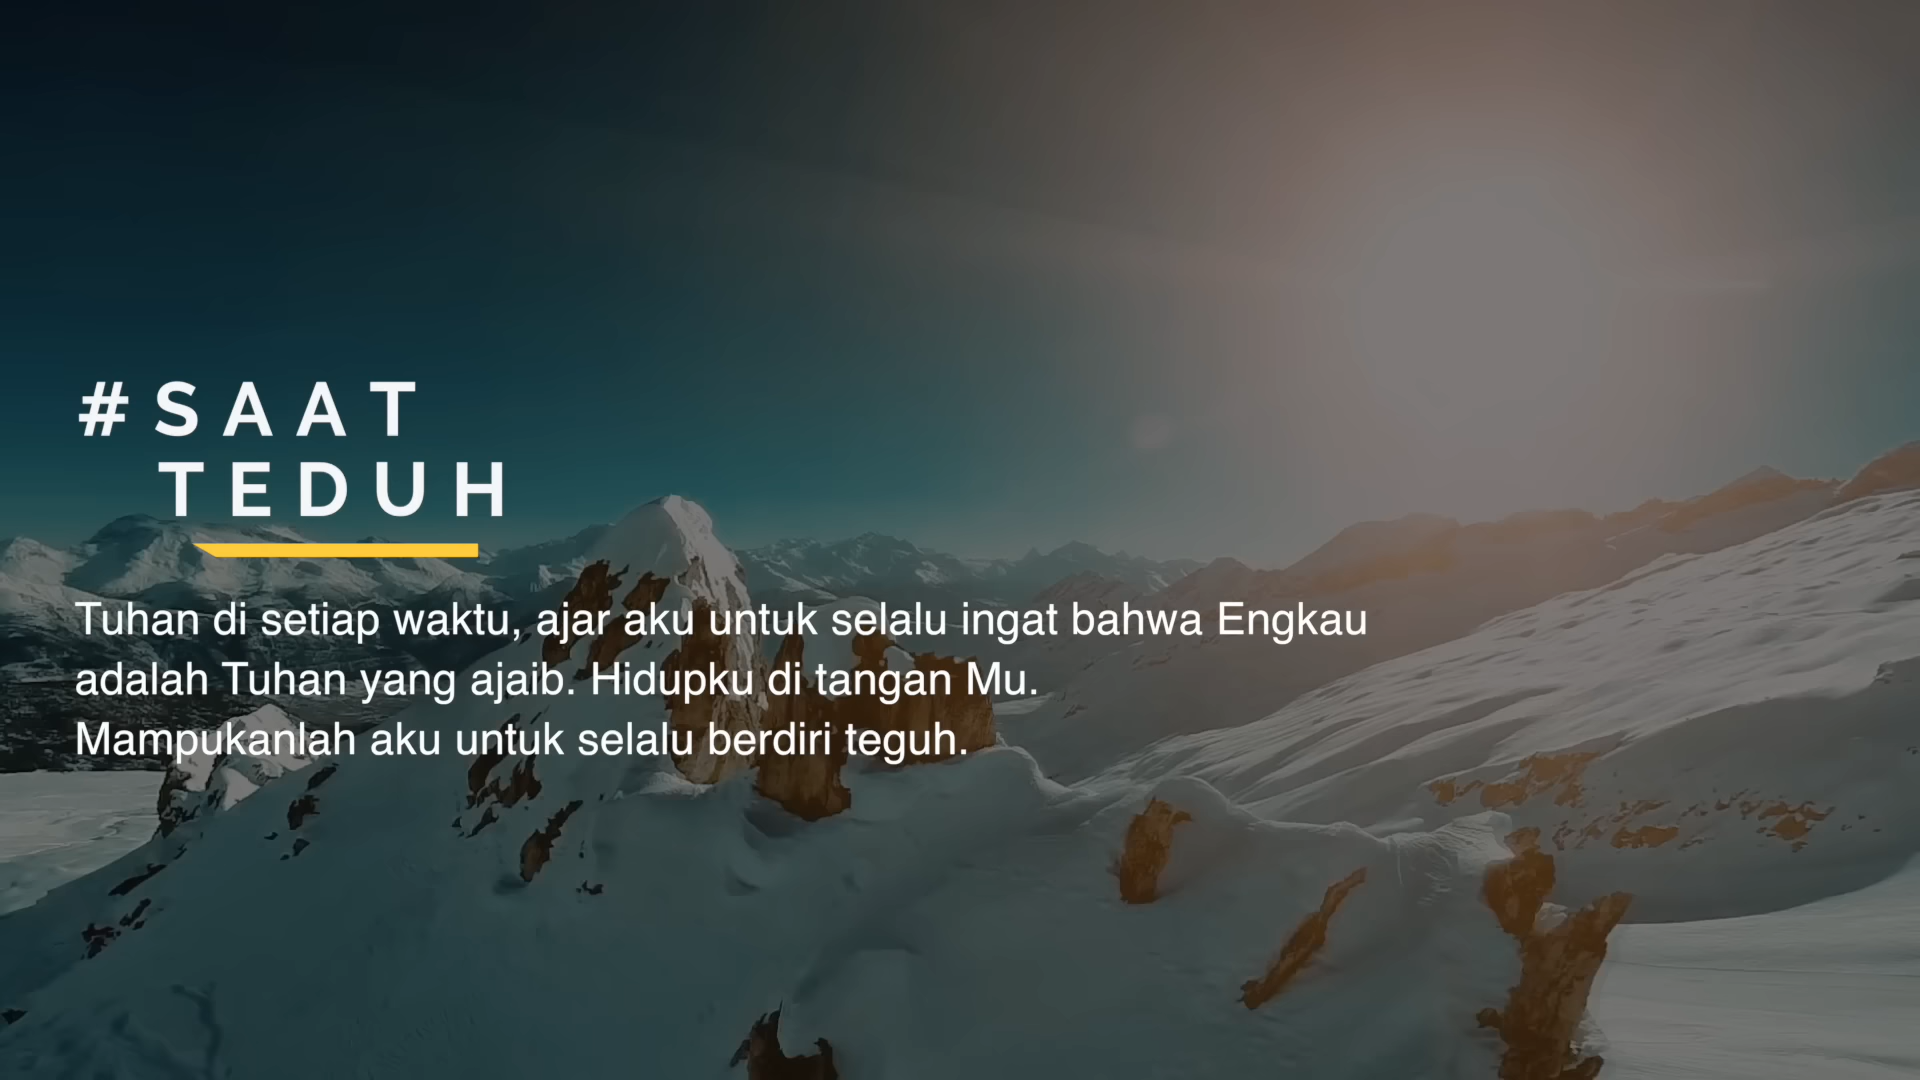 #SAAT
TEDUH
Tuhan di setiap waktu, ajar aku untuk selalu ingat bahwa Engkau
adalah Tuhan yang ajaib. Hidupku di tangan Mu.
Mampukanlah aku untuk selalu berdiri teguh.